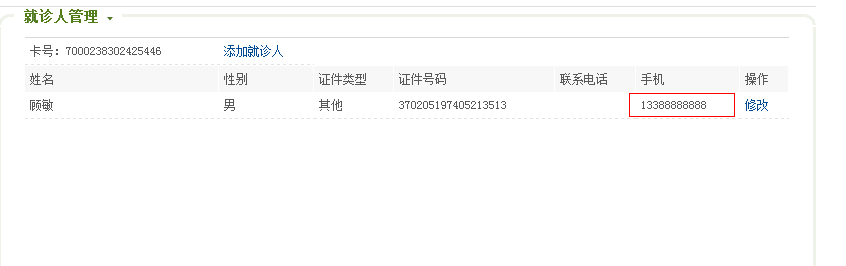 就诊人管理
卡号：7000238302425446 添加就诊人
姓名 性别 证件类型 证件号码 联系电话 手机 操作
顾敏 男 其他 370205197405213513 13388888888 修改